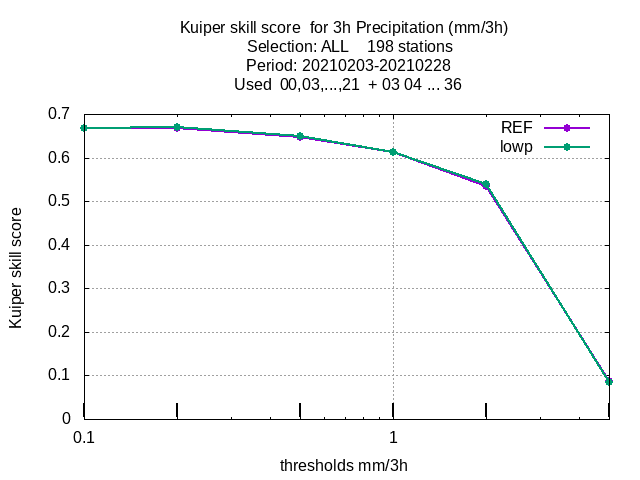 Kuiper skill score  for 3h Precipitation (mm/3h)
Selection: ALL    198 stations
Period: 20210203-20210228
Used  00,03,...,21  + 03 04 ... 36
0.7
REF
lowp
0.6
0.5
0.4
0.3
0.2
0.1
0
Kuiper skill score
0.1
1
thresholds mm/3h